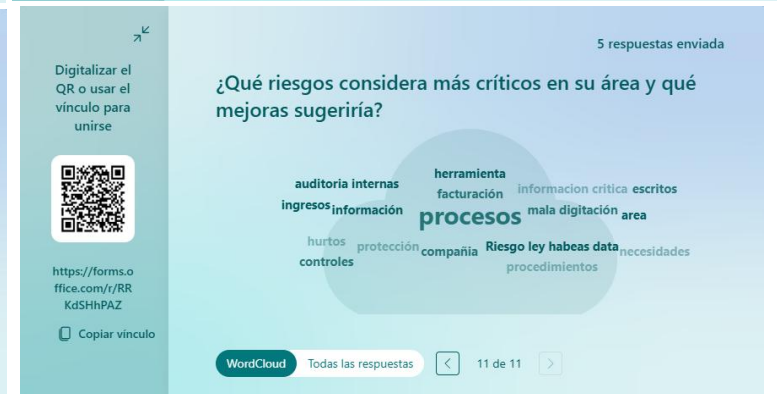 5 respuestas enviada
Digitalizar el
QR o usar el
vínculo para
unirse
https://forms.o
ffice.com/r/RR
KdSHhPAZ
Copiar vínculo
¿Qué riesgos considera más críticos en su área y qué
mejoras sugeriría?
herramienta
auditoria internas
facturación
informacion critica escritos
ingresos información
procesos
mala digitación area
hurtos protección compañia Riesgo ley habeas data necesidades
controles
procedimientos
WordCloud Todas las respuestas 11 de 11